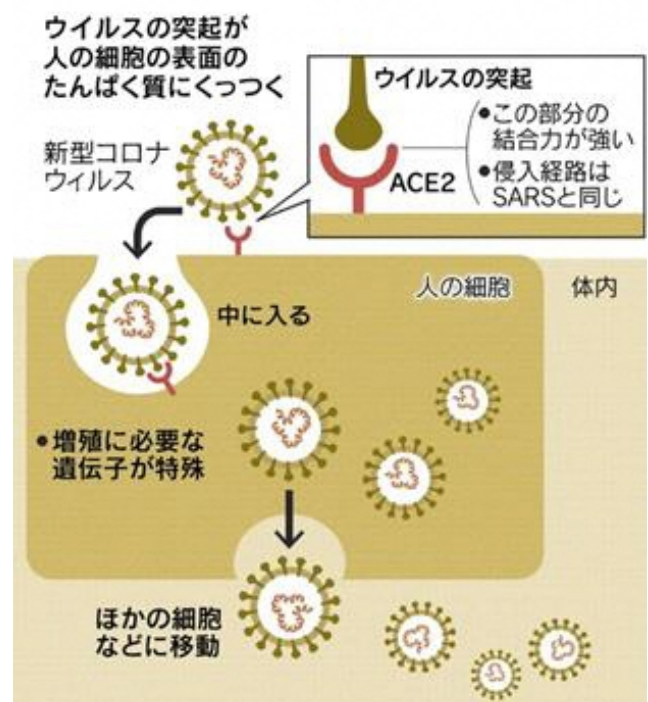 ウイルスの突起が
人の細胞の表面の
たんぱく質にくっつく
新型コロナ
ウィルス
ウイルスの突起
ACE2
●この部分の
結合力が強い
●侵入経路は
SARSと同じ
人の細胞
体内
中に入る
●増殖に必要な
遺伝子が特殊
ほかの細胞
などに移動